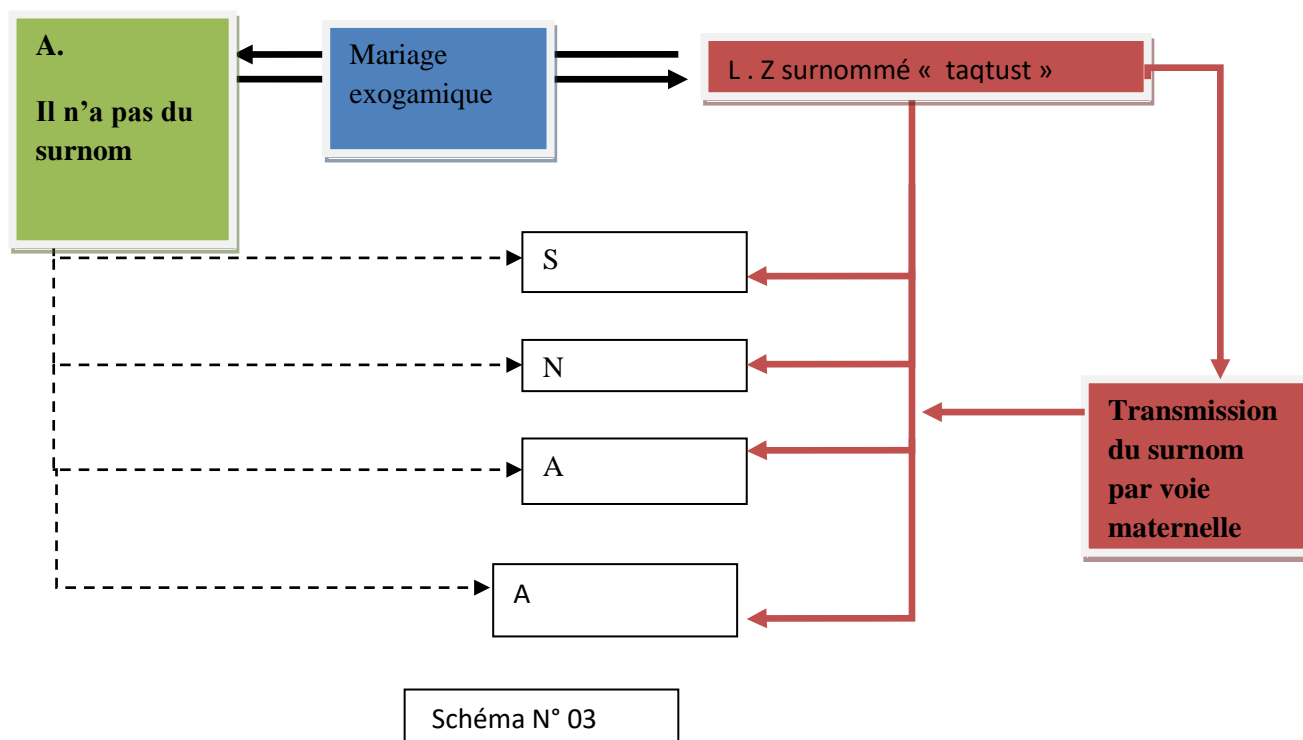 A.
Il n'a pas du
surnom
Mariage
exogamique
L . Z surnommé «  taqtust »
S
N
A
A
Transmission
du surnom
par voie
maternelle
Schéma N° 03